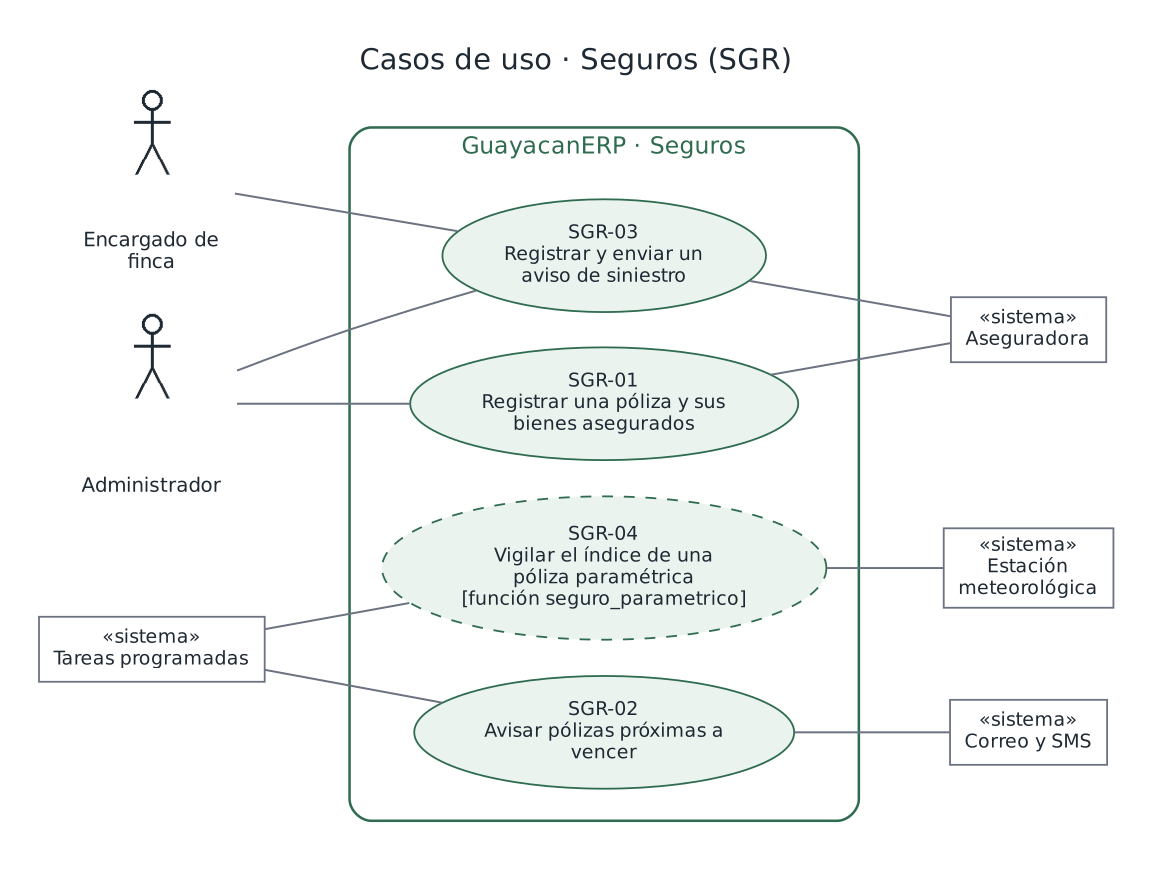 Casos de uso · Seguros (SGR)
GuayacanERP · Seguros
Encargado de
finca
SGR-03
Registrar y enviar un
aviso de siniestro
«sistema»
Aseguradora
Administrador
SGR-01
Registrar una póliza y sus
bienes asegurados
SGR-04
Vigilar el índice de una
póliza paramétrica
[función seguro_parametrico]
«sistema»
Estación
meteorológica
«sistema»
Tareas programadas
SGR-02
Avisar pólizas próximas a
vencer
«sistema»
Correo y SMS